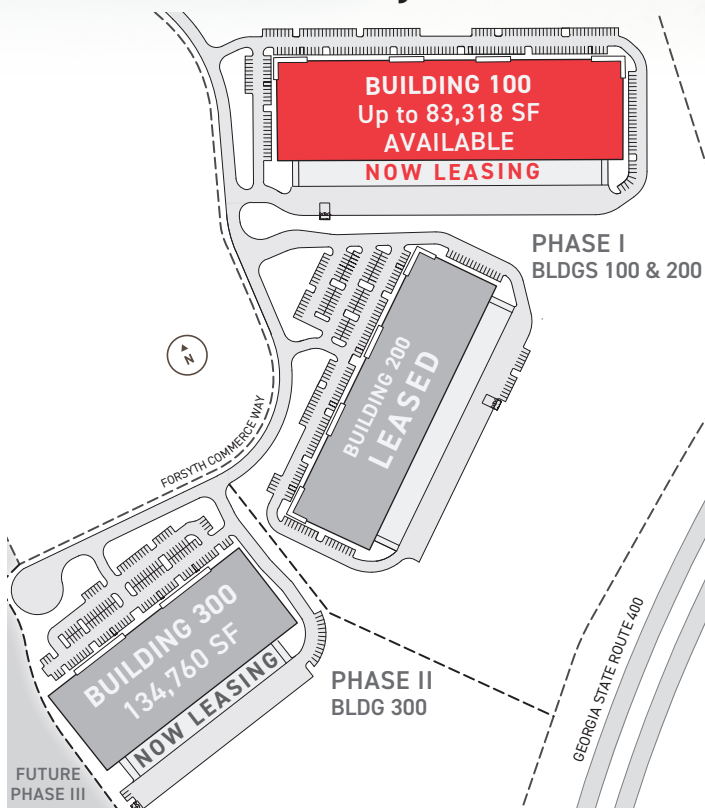 BUILDING 100
Up to 83,318 SF
AVAILABLE
NOW LEASING
PHASE I
BLDGS 100 & 200
BUILDING 200
LEASED
N
FORSYTH COMMERCE WAY
BUILDING 300
134,760 SF
NOW LEASING
PHASE II
BLDG 300
GEORGIA STATE ROUTE 400
FUTURE
PHASE III